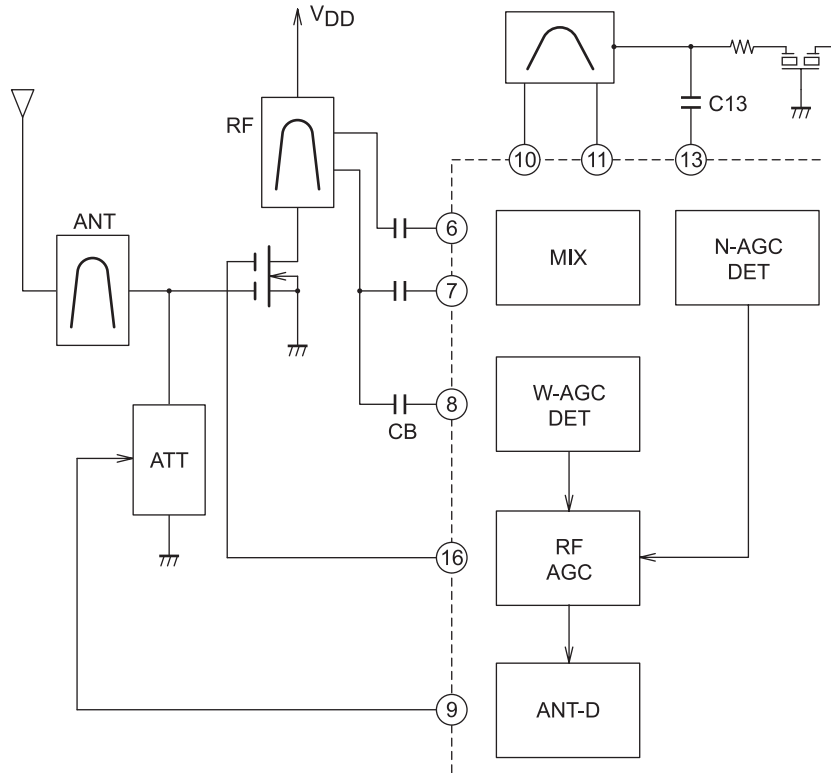 VDD
RF
C13
10
11
13
ANT
6
MIX
N-AGC
DET
7
W-AGC
DET
8
CB
ATT
16
RF
AGC
9
ANT-D